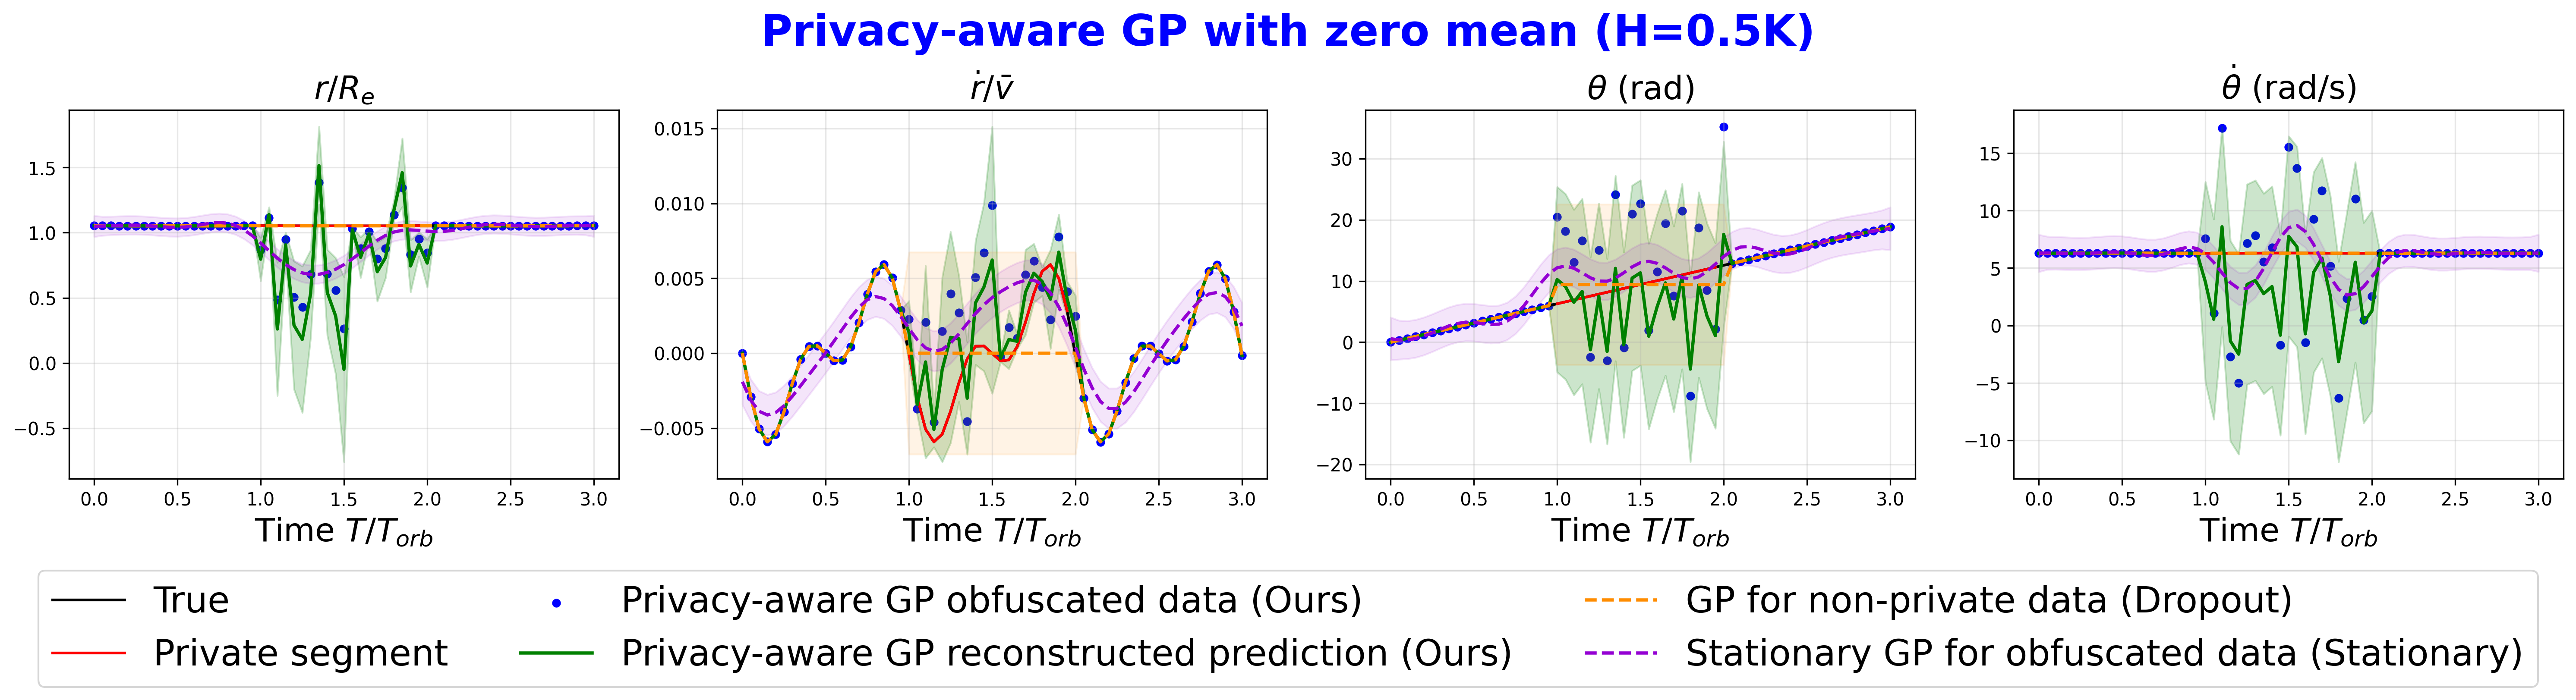 Privacy-aware GP with zero mean (H=0.5K)
r/R_e
1.5
1.0
0.5
0.0
−0.5
0.0 0.5 1.0 1.5 2.0 2.5 3.0
Time T/T_orb
ṙ/v̄
0.015
0.010
0.005
0.000
−0.005
0.0 0.5 1.0 1.5 2.0 2.5 3.0
Time T/T_orb
θ (rad)
30
20
10
0
−10
−20
0.0 0.5 1.0 1.5 2.0 2.5 3.0
Time T/T_orb
θ̇ (rad/s)
15
10
5
0
−5
−10
0.0 0.5 1.0 1.5 2.0 2.5 3.0
Time T/T_orb
True
Private segment
Privacy-aware GP obfuscated data (Ours)
Privacy-aware GP reconstructed prediction (Ours)
GP for non-private data (Dropout)
Stationary GP for obfuscated data (Stationary)